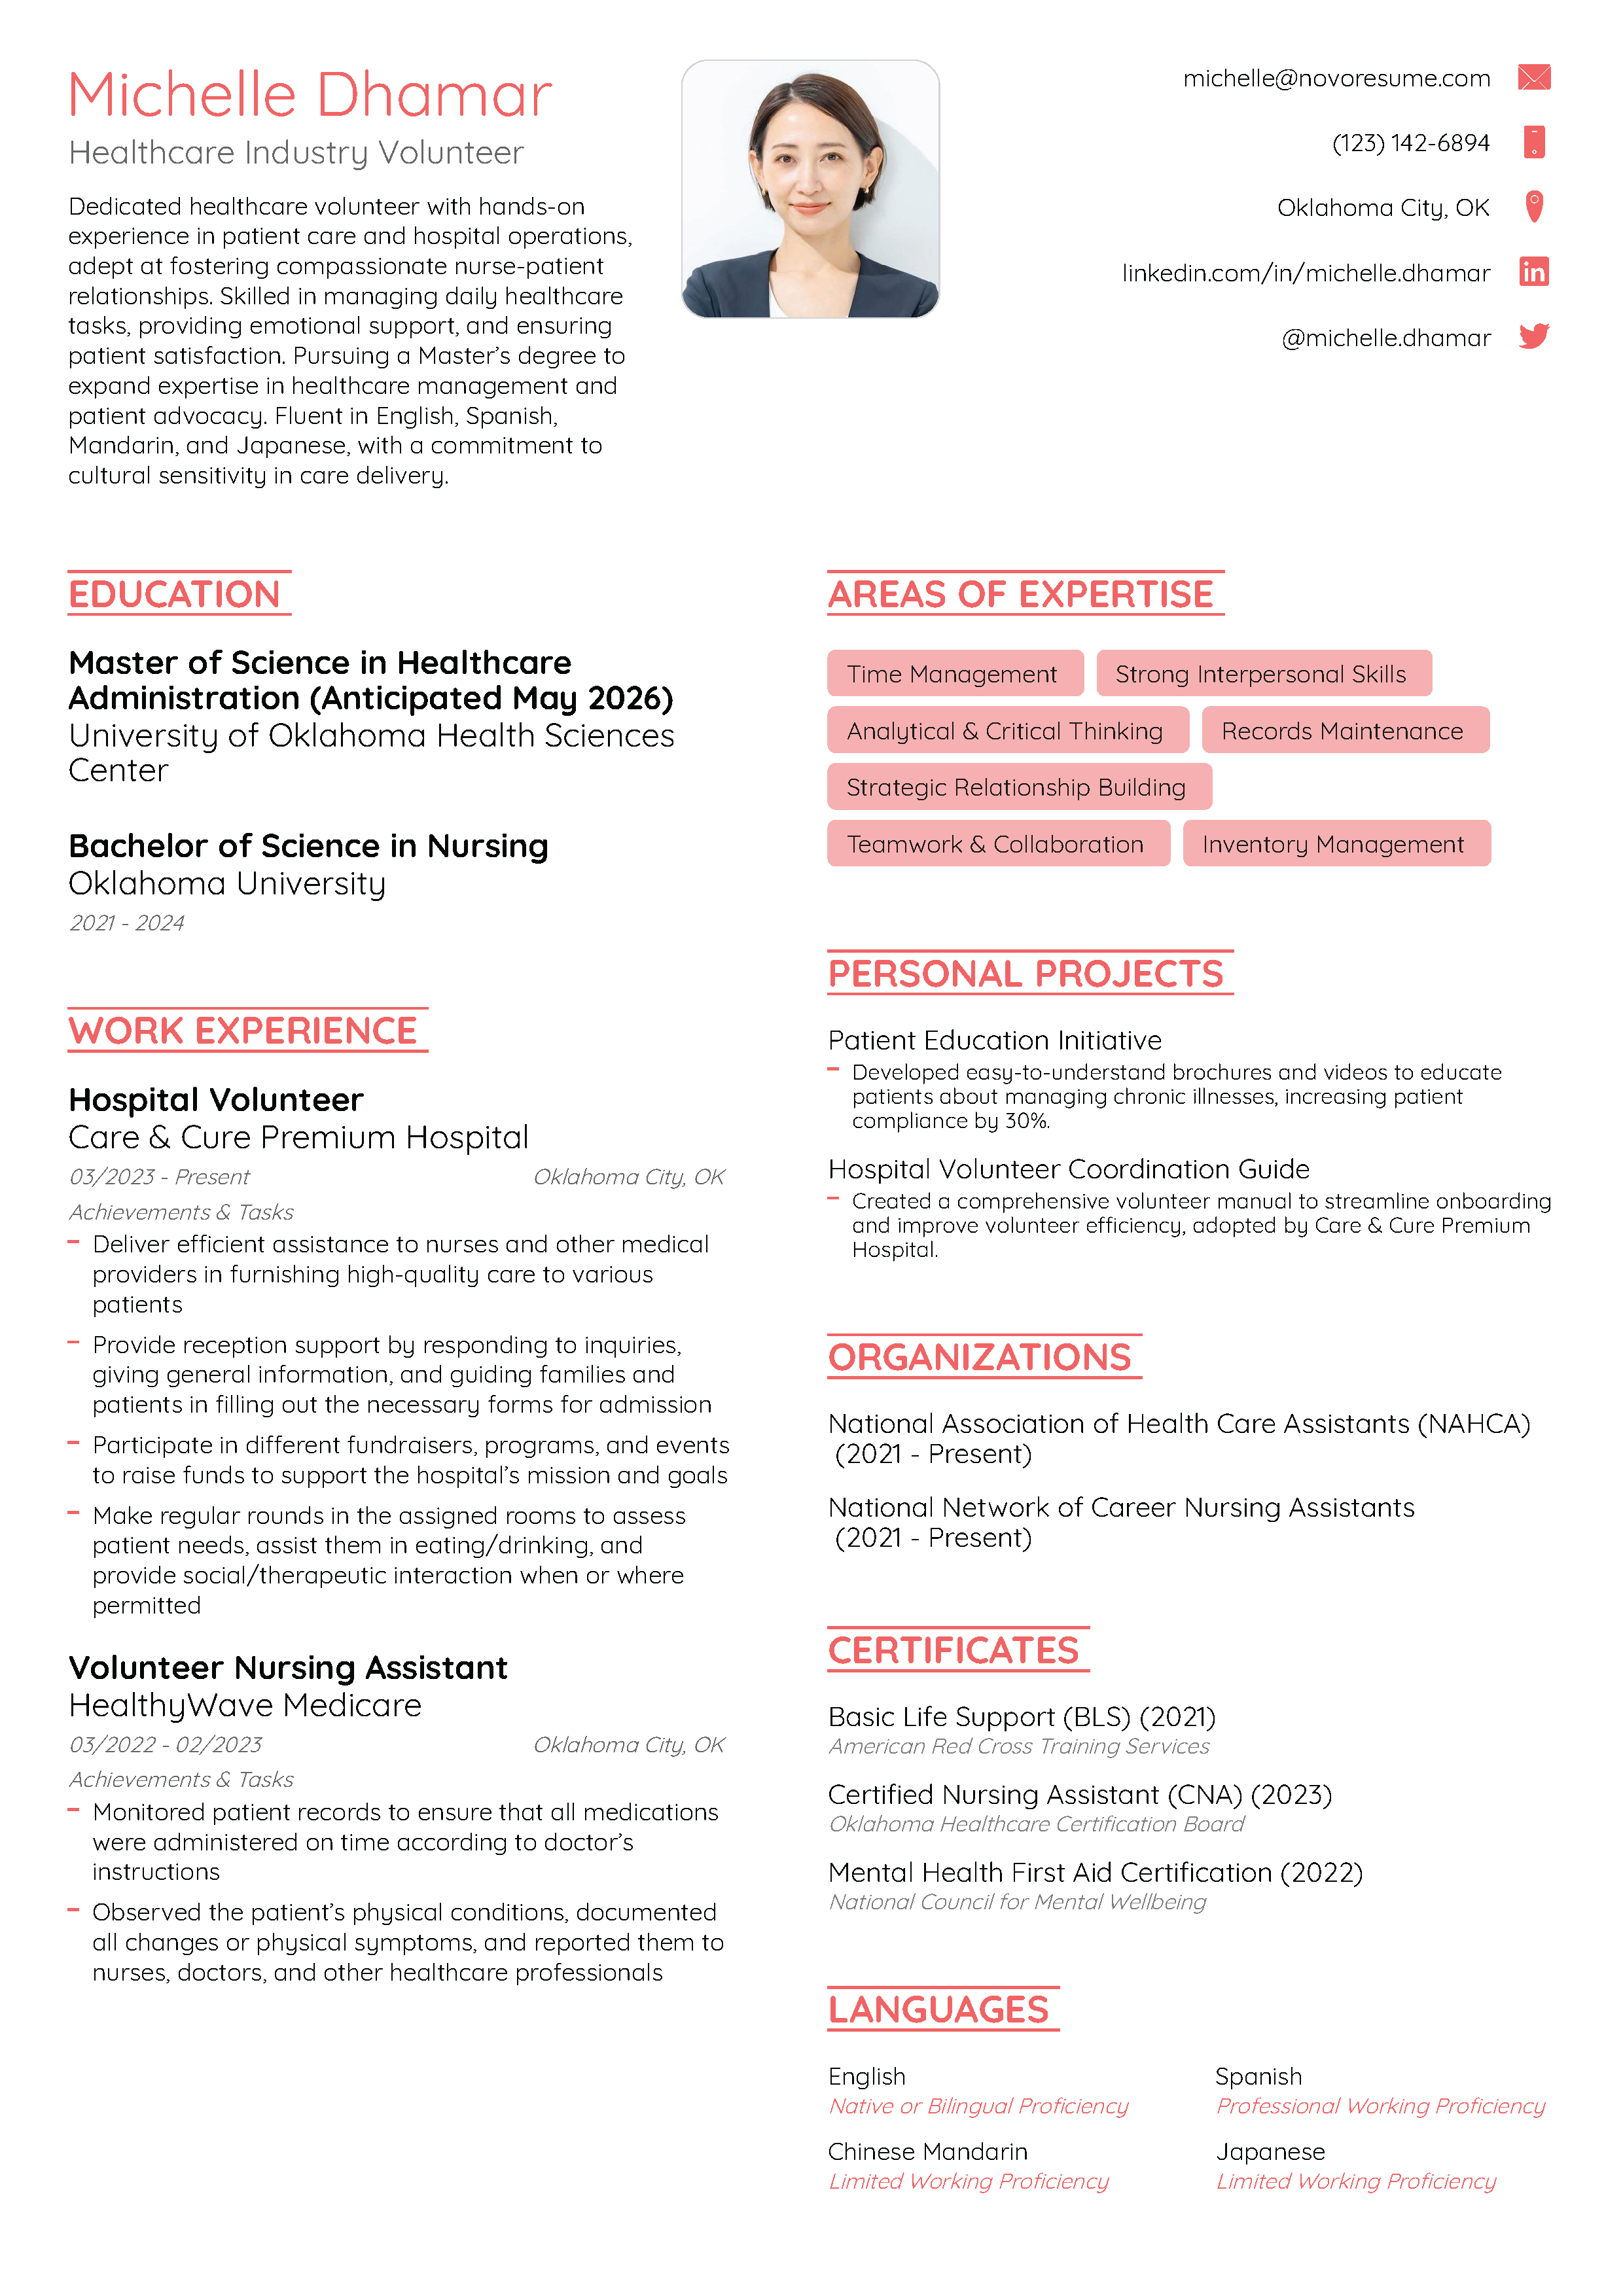 Michelle Dhamar
Healthcare Industry Volunteer
Dedicated healthcare volunteer with hands-on
experience in patient care and hospital operations,
adept at fostering compassionate nurse-patient
relationships. Skilled in managing daily healthcare
tasks, providing emotional support, and ensuring
patient satisfaction. Pursuing a Master’s degree to
expand expertise in healthcare management and
patient advocacy. Fluent in English, Spanish,
Mandarin, and Japanese, with a commitment to
cultural sensitivity in care delivery.
michelle@novoresume.com
(123) 142-6894
Oklahoma City, OK
linkedin.com/in/michelle.dhamar
in
@michelle.dhamar
EDUCATION
Master of Science in Healthcare
Administration (Anticipated May 2026)
University of Oklahoma Health Sciences
Center
Bachelor of Science in Nursing
Oklahoma University
2021 - 2024
WORK EXPERIENCE
Hospital Volunteer
Care & Cure Premium Hospital
03/2023 - Present Oklahoma City, OK
Achievements & Tasks
- Deliver efficient assistance to nurses and other medical
providers in furnishing high-quality care to various
patients
- Provide reception support by responding to inquiries,
giving general information, and guiding families and
patients in filling out the necessary forms for admission
- Participate in different fundraisers, programs, and events
to raise funds to support the hospital’s mission and goals
- Make regular rounds in the assigned rooms to assess
patient needs, assist them in eating/drinking, and
provide social/therapeutic interaction when or where
permitted
Volunteer Nursing Assistant
HealthyWave Medicare
03/2022 - 02/2023 Oklahoma City, OK
Achievements & Tasks
- Monitored patient records to ensure that all medications
were administered on time according to doctor’s
instructions
- Observed the patient’s physical conditions, documented
all changes or physical symptoms, and reported them to
nurses, doctors, and other healthcare professionals
AREAS OF EXPERTISE
Time Management Strong Interpersonal Skills
Analytical & Critical Thinking Records Maintenance
Strategic Relationship Building
Teamwork & Collaboration Inventory Management
PERSONAL PROJECTS
Patient Education Initiative
- Developed easy-to-understand brochures and videos to educate
patients about managing chronic illnesses, increasing patient
compliance by 30%.
Hospital Volunteer Coordination Guide
- Created a comprehensive volunteer manual to streamline onboarding
and improve volunteer efficiency, adopted by Care & Cure Premium
Hospital.
ORGANIZATIONS
National Association of Health Care Assistants (NAHCA)
(2021 - Present)
National Network of Career Nursing Assistants
(2021 - Present)
CERTIFICATES
Basic Life Support (BLS) (2021)
American Red Cross Training Services
Certified Nursing Assistant (CNA) (2023)
Oklahoma Healthcare Certification Board
Mental Health First Aid Certification (2022)
National Council for Mental Wellbeing
LANGUAGES
English Spanish
Native or Bilingual Proficiency Professional Working Proficiency
Chinese Mandarin Japanese
Limited Working Proficiency Limited Working Proficiency